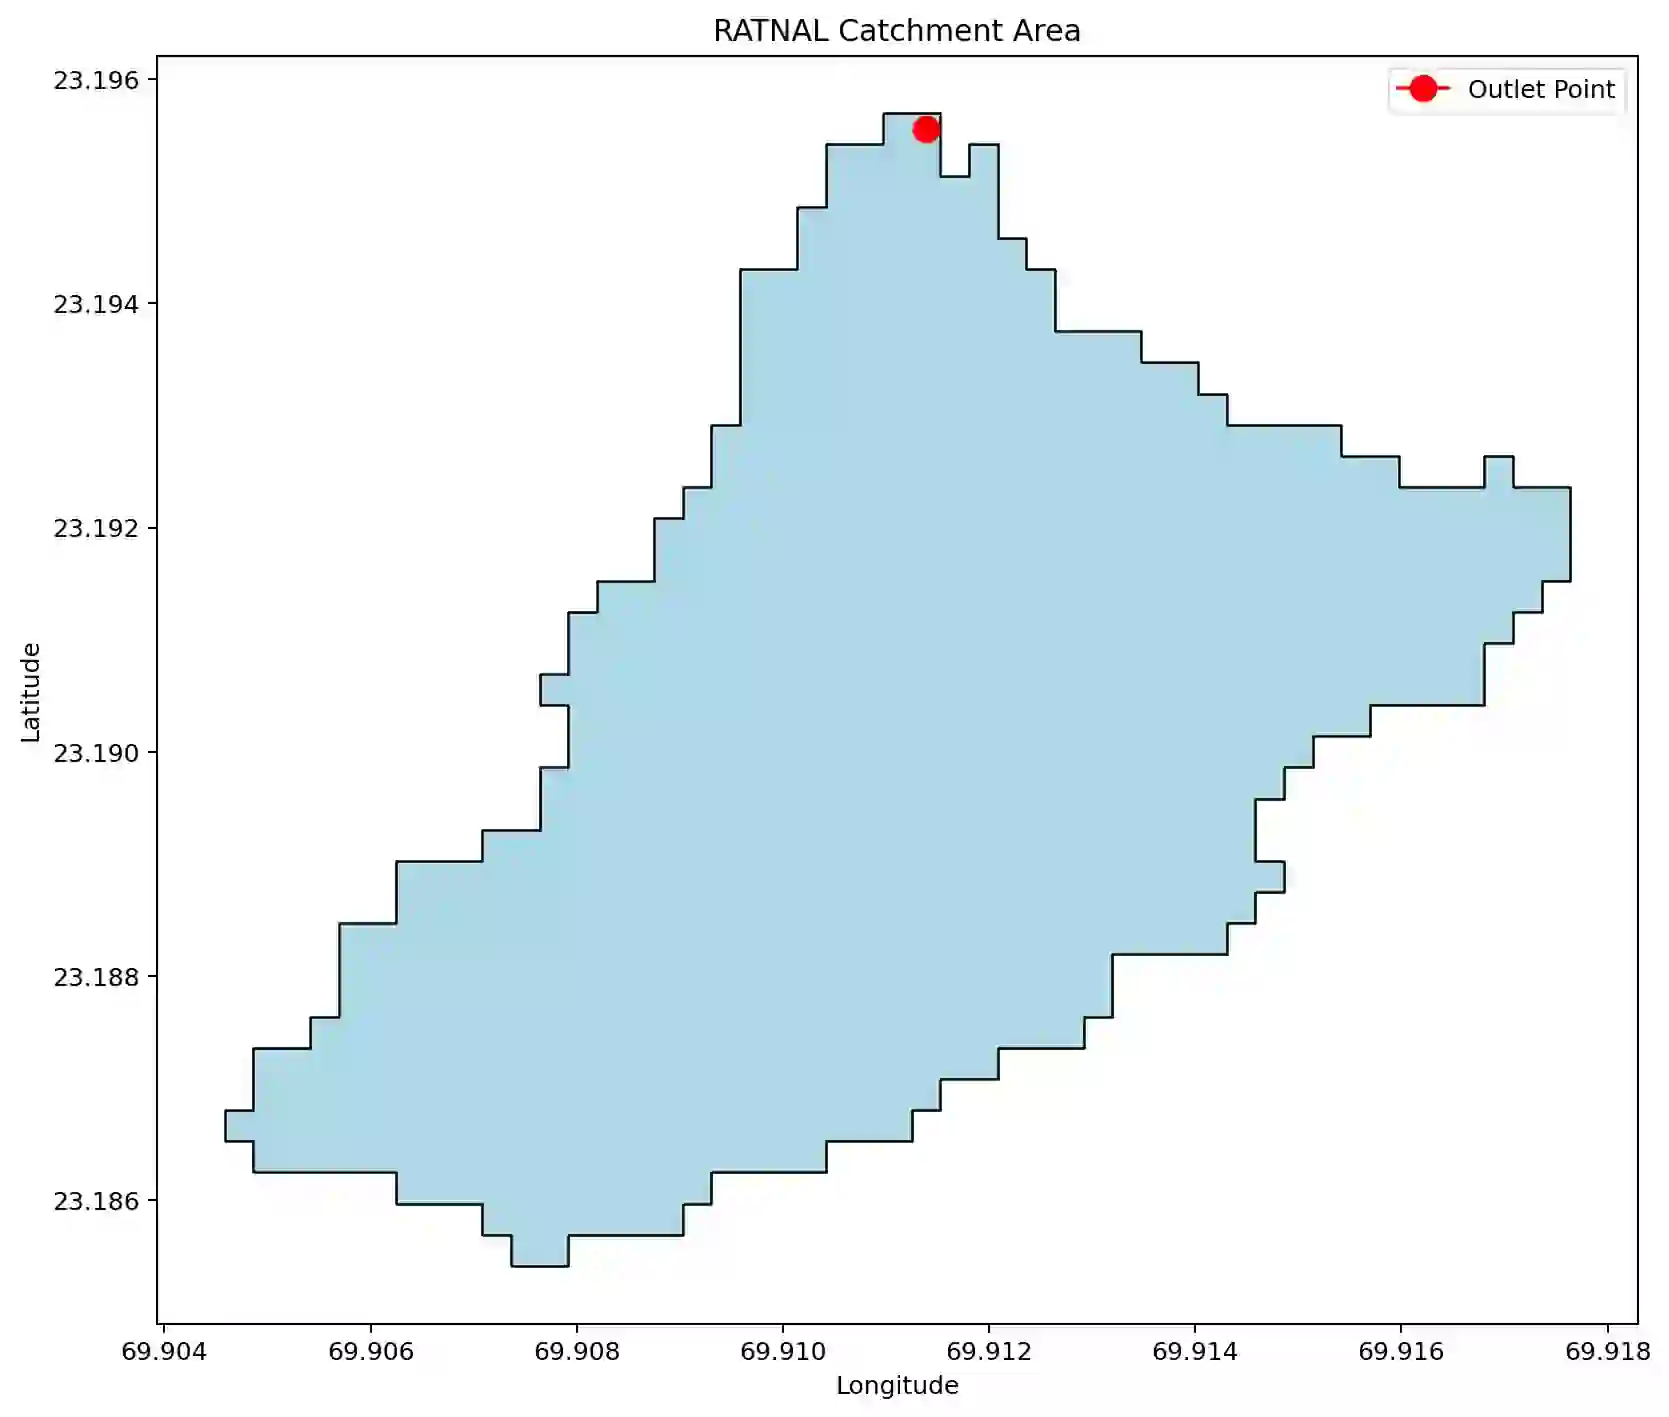 RATNAL Catchment Area
Outlet Point
23.196
23.194
23.192
23.190
23.188
23.186
Latitude
69.904 69.906 69.908 69.910 69.912 69.914 69.916 69.918
Longitude